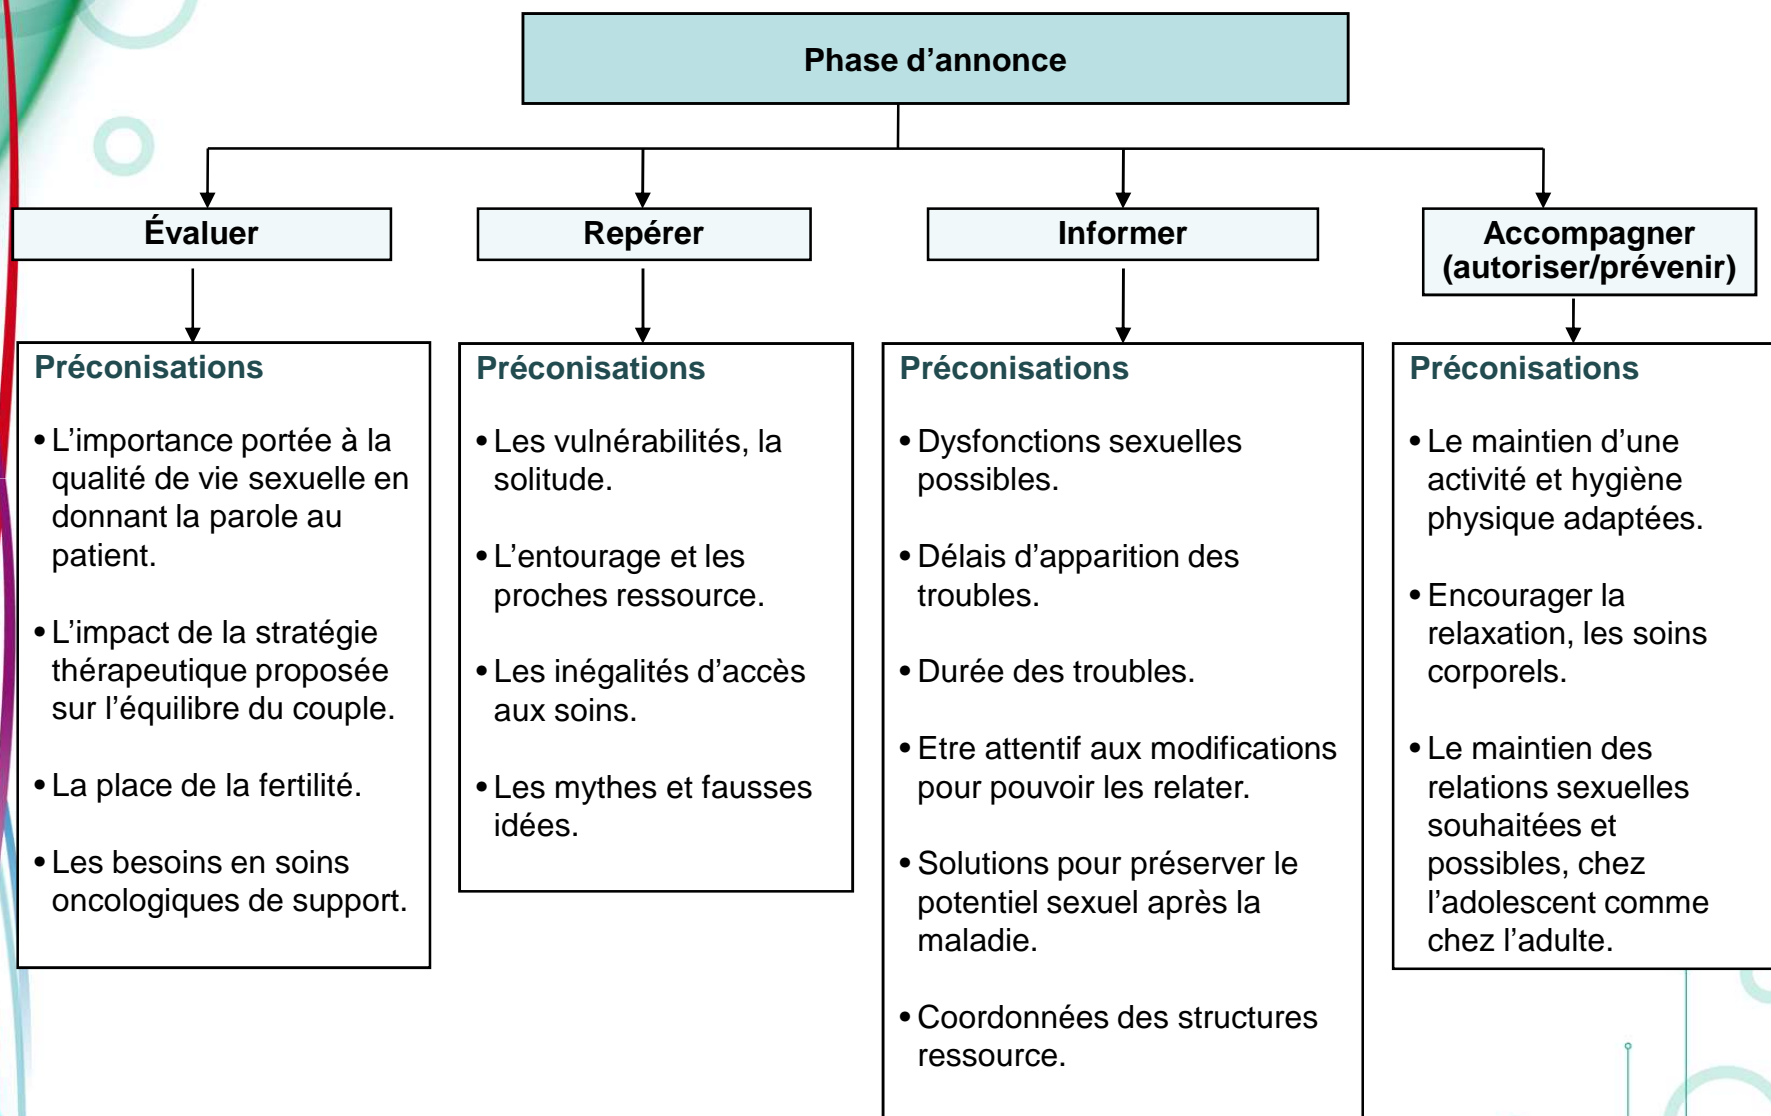 Phase d’annonce
Évaluer
Repérer
Informer
Accompagner
(autoriser/prévenir)
Préconisations
• L’importance portée à la
qualité de vie sexuelle en
donnant la parole au
patient.
• L’impact de la stratégie
thérapeutique proposée
sur l’équilibre du couple.
• La place de la fertilité.
• Les besoins en soins
oncologiques de support.
Préconisations
• Les vulnérabilités, la
solitude.
• L’entourage et les
proches ressource.
• Les inégalités d’accès
aux soins.
• Les mythes et fausses
idées.
Préconisations
• Dysfonctions sexuelles
possibles.
• Délais d’apparition des
troubles.
• Durée des troubles.
• Etre attentif aux modifications
pour pouvoir les relater.
• Solutions pour préserver le
potentiel sexuel après la
maladie.
• Coordonnées des structures
ressource.
Préconisations
• Le maintien d’une
activité et hygiène
physique adaptées.
• Encourager la
relaxation, les soins
corporels.
• Le maintien des
relations sexuelles
souhaitées et
possibles, chez
l’adolescent comme
chez l’adulte.